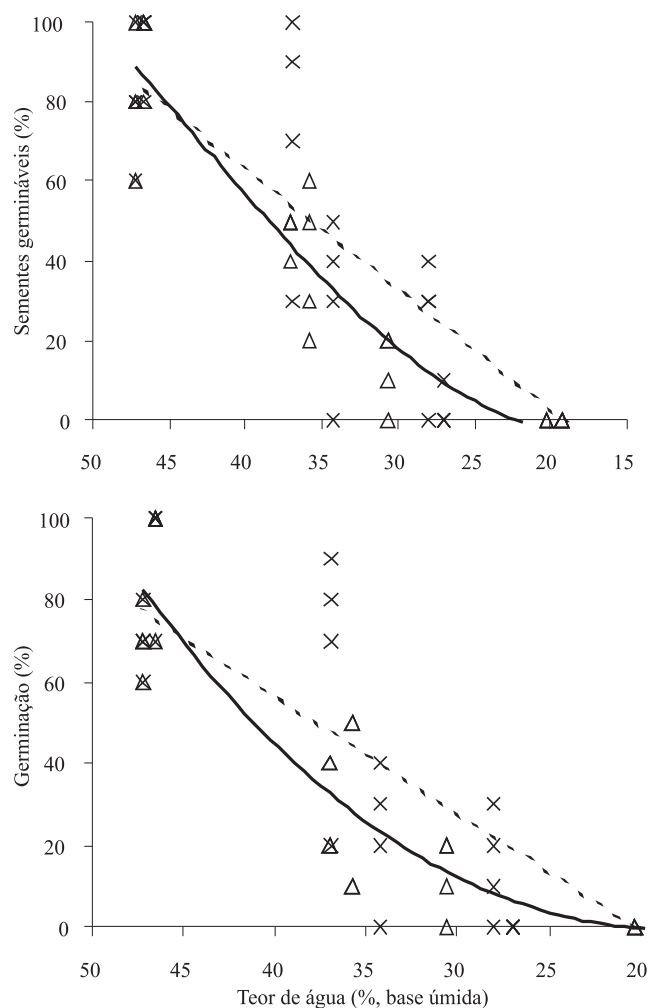 Sementes germináveis (%)
100
80
60
40
20
0
50 45 40 35 30 25 20 15
Germinação (%)
100
80
60
40
20
0
50 45 40 35 30 25 20
Teor de água (%, base úmida)